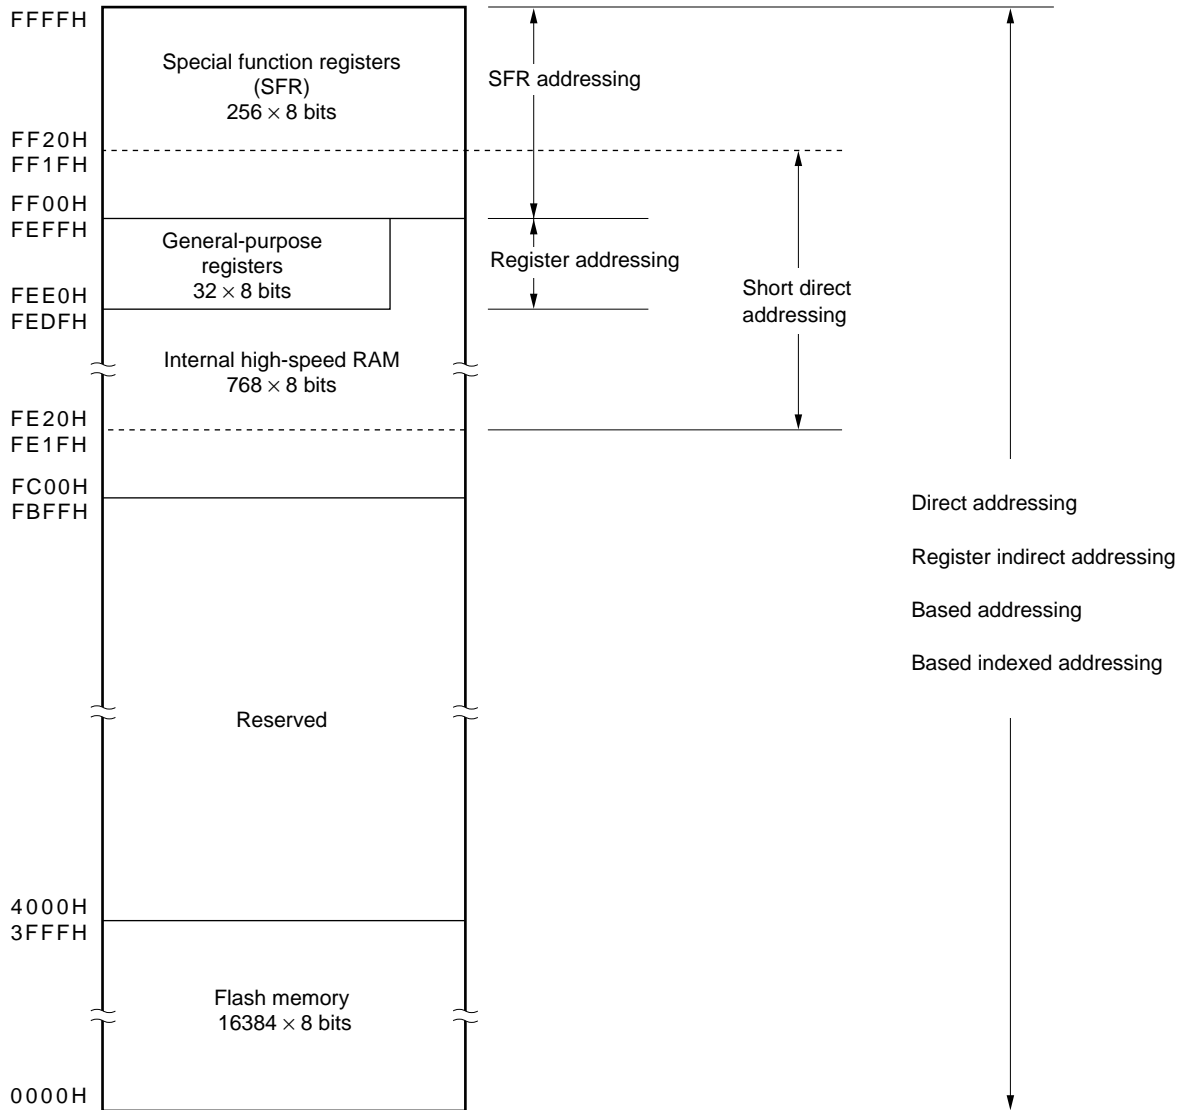 FFFFH
Special function registers
(SFR)
256 × 8 bits
SFR addressing
FF20H
FF1FH
FF00H
FEFFH
General-purpose
registers
32 × 8 bits
Register addressing
Short direct
addressing
FEE0H
FEDFH
Internal high-speed RAM
768 × 8 bits
FE20H
FE1FH
FC00H
FBFFH
Direct addressing
Register indirect addressing
Based addressing
Based indexed addressing
Reserved
4000H
3FFFH
Flash memory
16384 × 8 bits
0000H